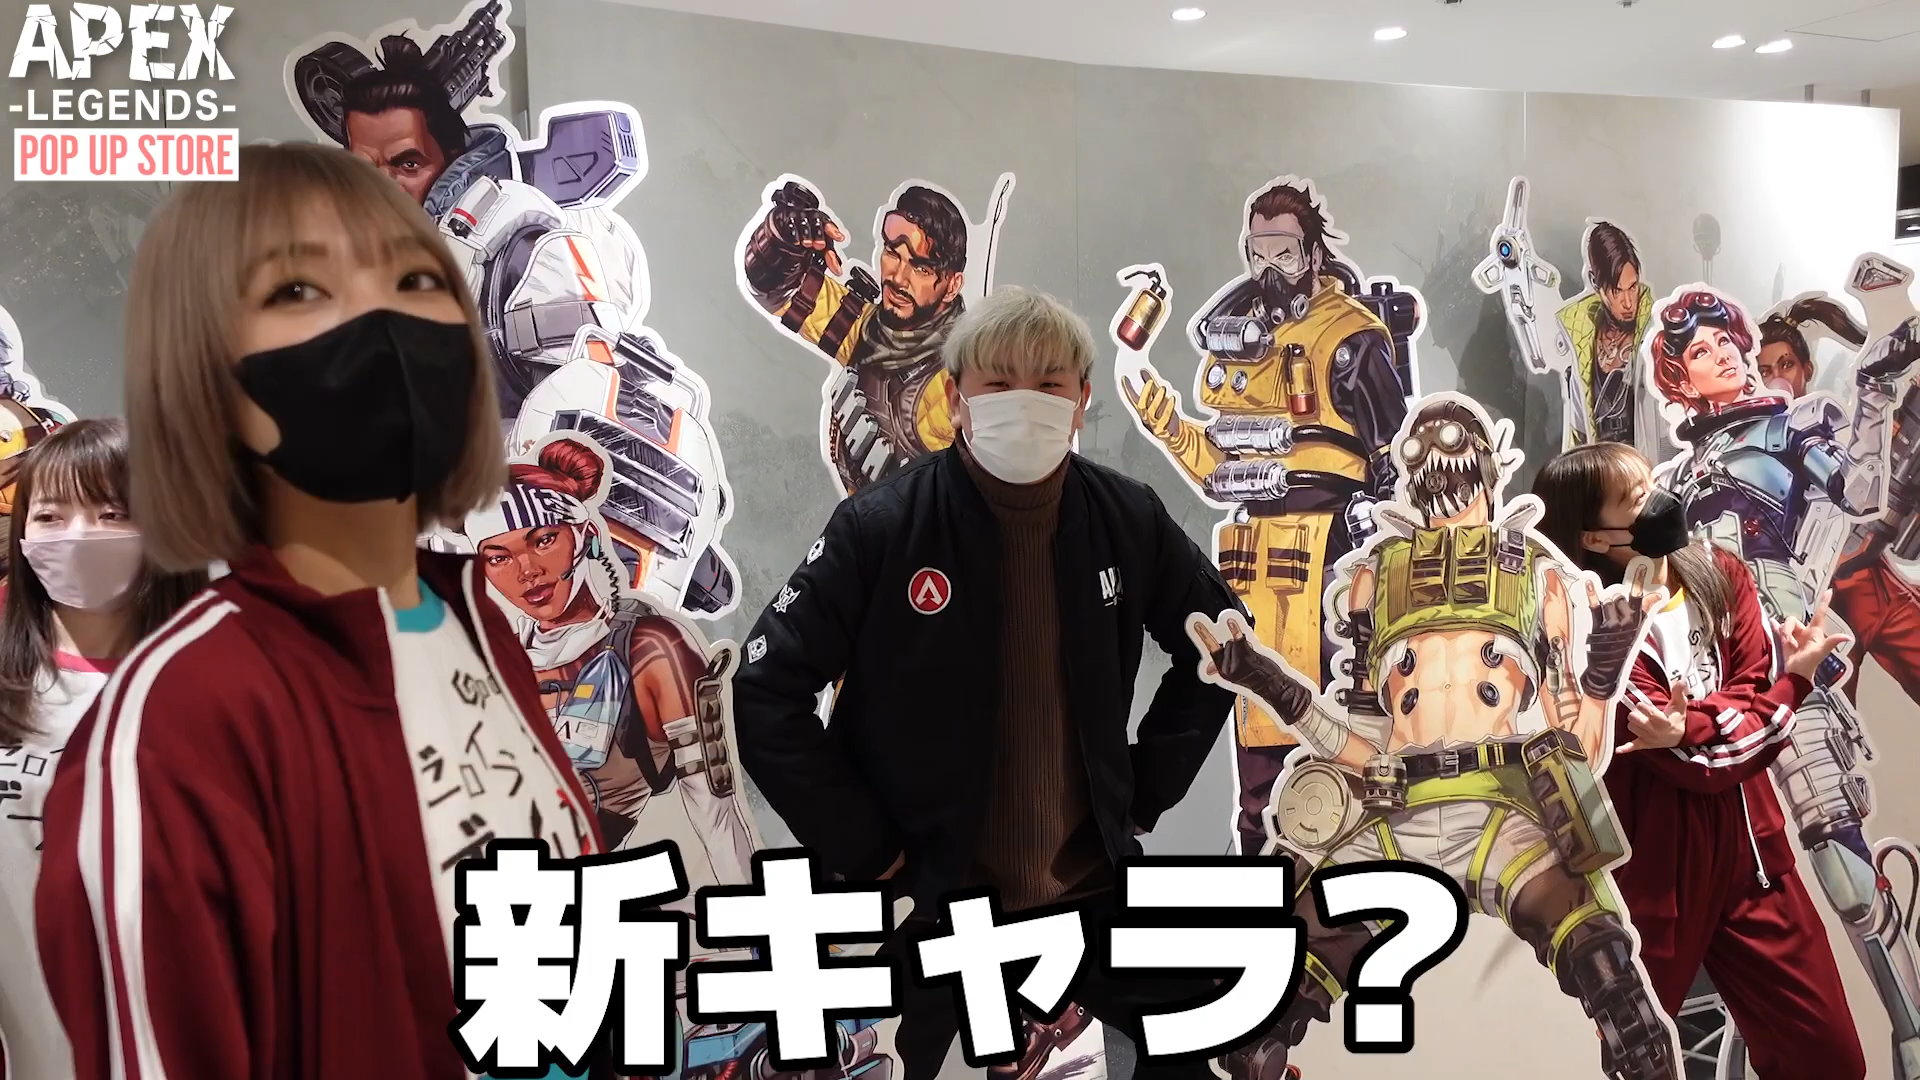 APEX
-LEGENDS-
POP UP STORE
新キャラ?